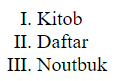 I. Kitob
II. Daftar
III. Noutbuk